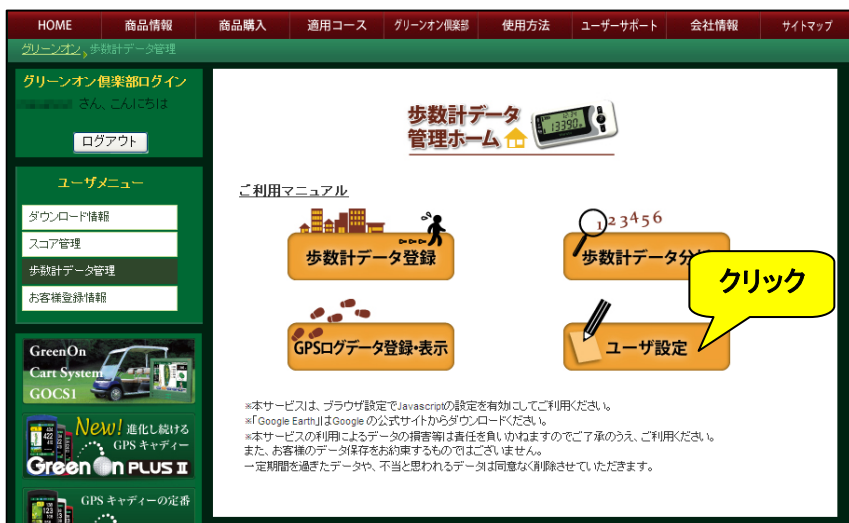 HOME 商品情報 商品購入 適用コース グリーンオン倶楽部 使用方法 ユーザーサポート 会社情報 サイトマップ
グリーンオン 歩数計データ管理
グリーンオン倶楽部ログイン
さん、こんにちは
ログアウト
ユーザメニュー
ダウンロード情報
スコア管理
歩数計データ管理
お客様登録情報
GreenOn
Cart System
GOCS1
New! 進化し続ける
GPS キャディー
GreenOn PLUS II
GPS キャディーの定番
歩数計データ
管理ホーム
ご利用マニュアル
歩数計データ登録
123456
歩数計データ分
クリック
GPSログデータ登録・表示
ユーザ設定
※本サービスは、ブラウザ設定でJavascriptの設定を有効にしてご利用ください。
※「Google Earth」はGoogle の公式サイトからダウンロードください。
※本サービスの利用によるデータの損害等は責任を負いかねますのでご了承のうえ、ご利用ください。
また、お客様のデータ保存をお約束するものではございません。
一定期間を過ぎたデータや、不当と思われるデータは同意なく削除させていただきます。